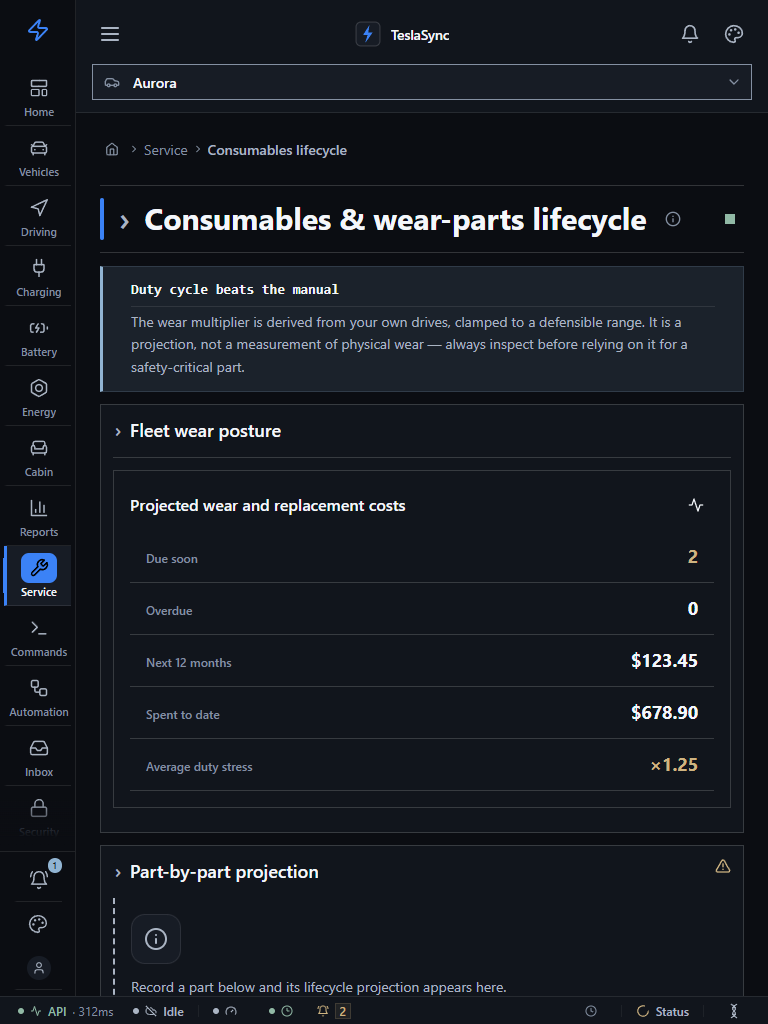 TeslaSync
Aurora
Home
Vehicles
Driving
Charging
Battery
Energy
Cabin
Reports
Service
Commands
Automation
Inbox
Security
1
Service
Consumables lifecycle
Consumables & wear-parts lifecycle
Duty cycle beats the manual
The wear multiplier is derived from your own drives, clamped to a defensible range. It is a
projection, not a measurement of physical wear — always inspect before relying on it for a
safety-critical part.
Fleet wear posture
Projected wear and replacement costs
Due soon 2
Overdue 0
Next 12 months $123.45
Spent to date $678.90
Average duty stress ×1.25
Part-by-part projection
Record a part below and its lifecycle projection appears here.
API · 312ms Idle 2 Status